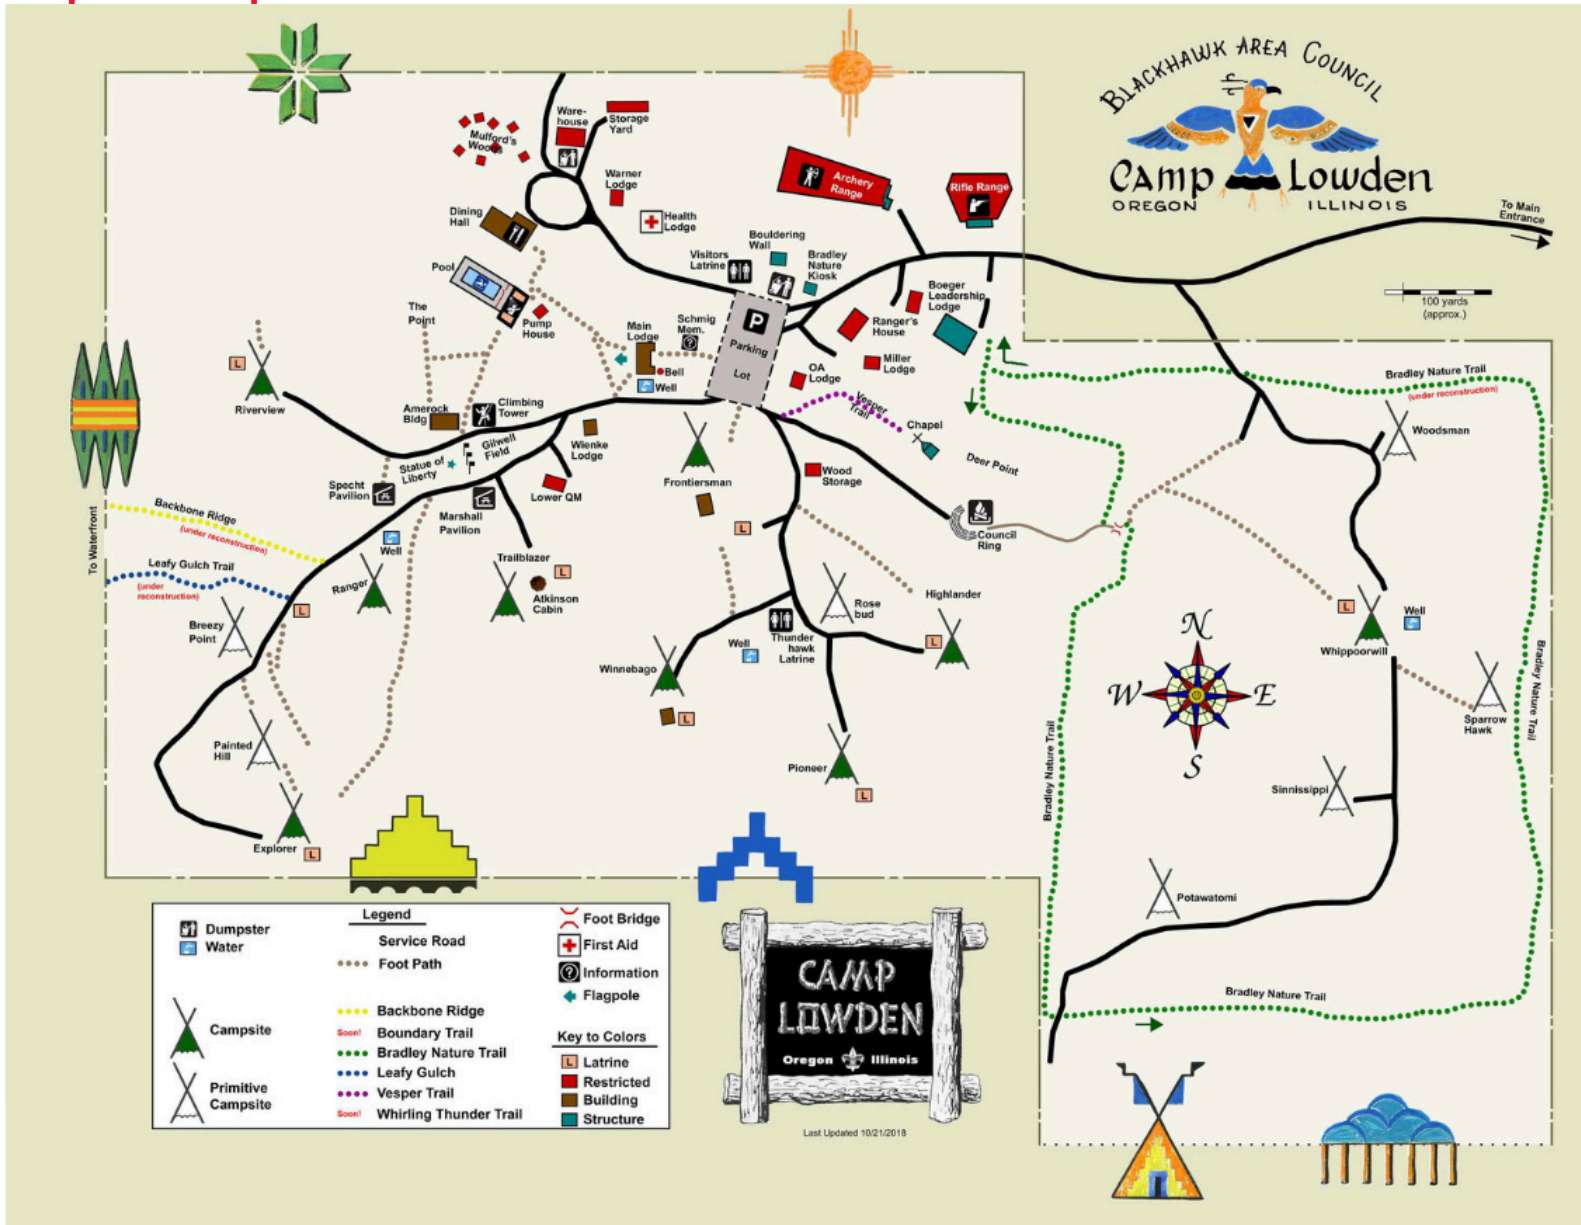 BLACKHAWK AREA COUNCIL
Camp Lowden
OREGON ILLINOIS
To Main
Entrance
100 yards
(approx.)
Ware-
house
Storage
Yard
Mulford's
Woods
Warner
Lodge
Health
Lodge
Archery
Range
Rifle Range
Dining
Hall
Visitors
Latrine
Bouldering
Wall
Bradley
Nature
Kiosk
Pool
Boeger
Leadership
Lodge
The
Point
Pump
House
Main
Lodge
Schmig
Mem.
P
Parking
Lot
Ranger's
House
Miller
Lodge
Bell
Well
OA
Lodge
L
Riverview
Amerock
Bldg
Climbing
Tower
Vesper
Trail
Chapel
Deer Point
Bradley Nature Trail
(under reconstruction)
Woodsman
Gilwell
Field
Statue of
Liberty
Wienke
Lodge
Frontiersman
Wood
Storage
Specht
Pavilion
Lower QM
Marshall
Pavilion
Backbone Ridge
(under reconstruction)
To Waterfront
Well
L
Council
Ring
Leafy Gulch Trail
(under
reconstruction)
Ranger
Trailblazer
L
Atkinson
Cabin
Breezy
Point
L
Rose
bud
Highlander
L
Well
Whippoorwill
Winnebago
Well
Thunder
hawk
Latrine
L
L
Sparrow
Hawk
Bradley Nature Trail
N
W E
S
Painted
Hill
Pioneer
L
Sinnissippi
Bradley Nature Trail
Explorer
L
Potawatomi
Bradley Nature Trail
Legend
Dumpster
Water
Campsite
Primitive
Campsite
Service Road
Foot Path
Backbone Ridge
Soon! Boundary Trail
Bradley Nature Trail
Leafy Gulch
Vesper Trail
Soon! Whirling Thunder Trail
Foot Bridge
First Aid
? Information
Flagpole
Key to Colors
L Latrine
Restricted
Building
Structure
CAMP
LOWDEN
Oregon Illinois
Last Updated 10/21/2018